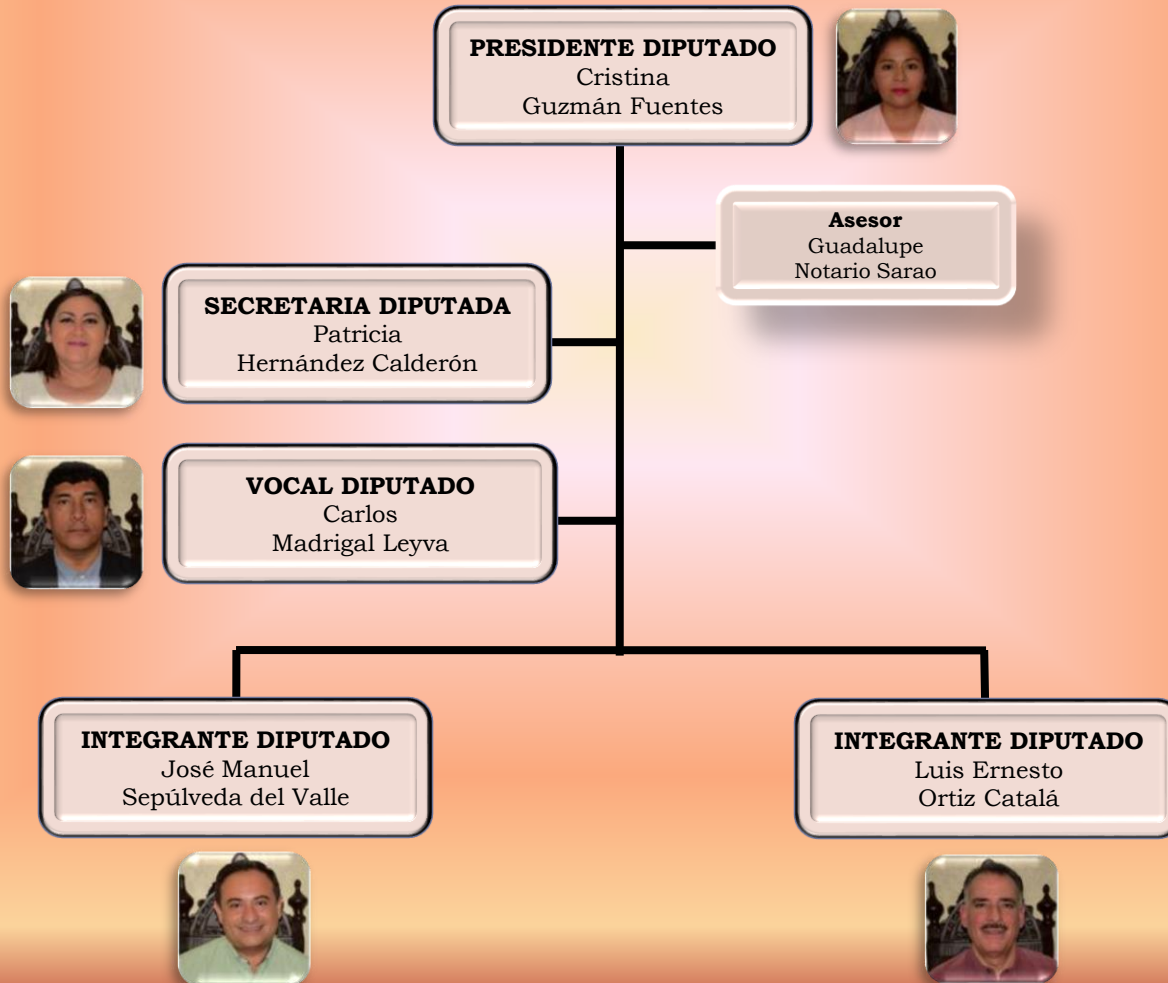 PRESIDENTE DIPUTADO
Cristina
Guzmán Fuentes
Asesor
Guadalupe
Notario Sarao
SECRETARIA DIPUTADA
Patricia
Hernández Calderón
VOCAL DIPUTADO
Carlos
Madrigal Leyva
INTEGRANTE DIPUTADO
José Manuel
Sepúlveda del Valle
INTEGRANTE DIPUTADO
Luis Ernesto
Ortiz Catalá